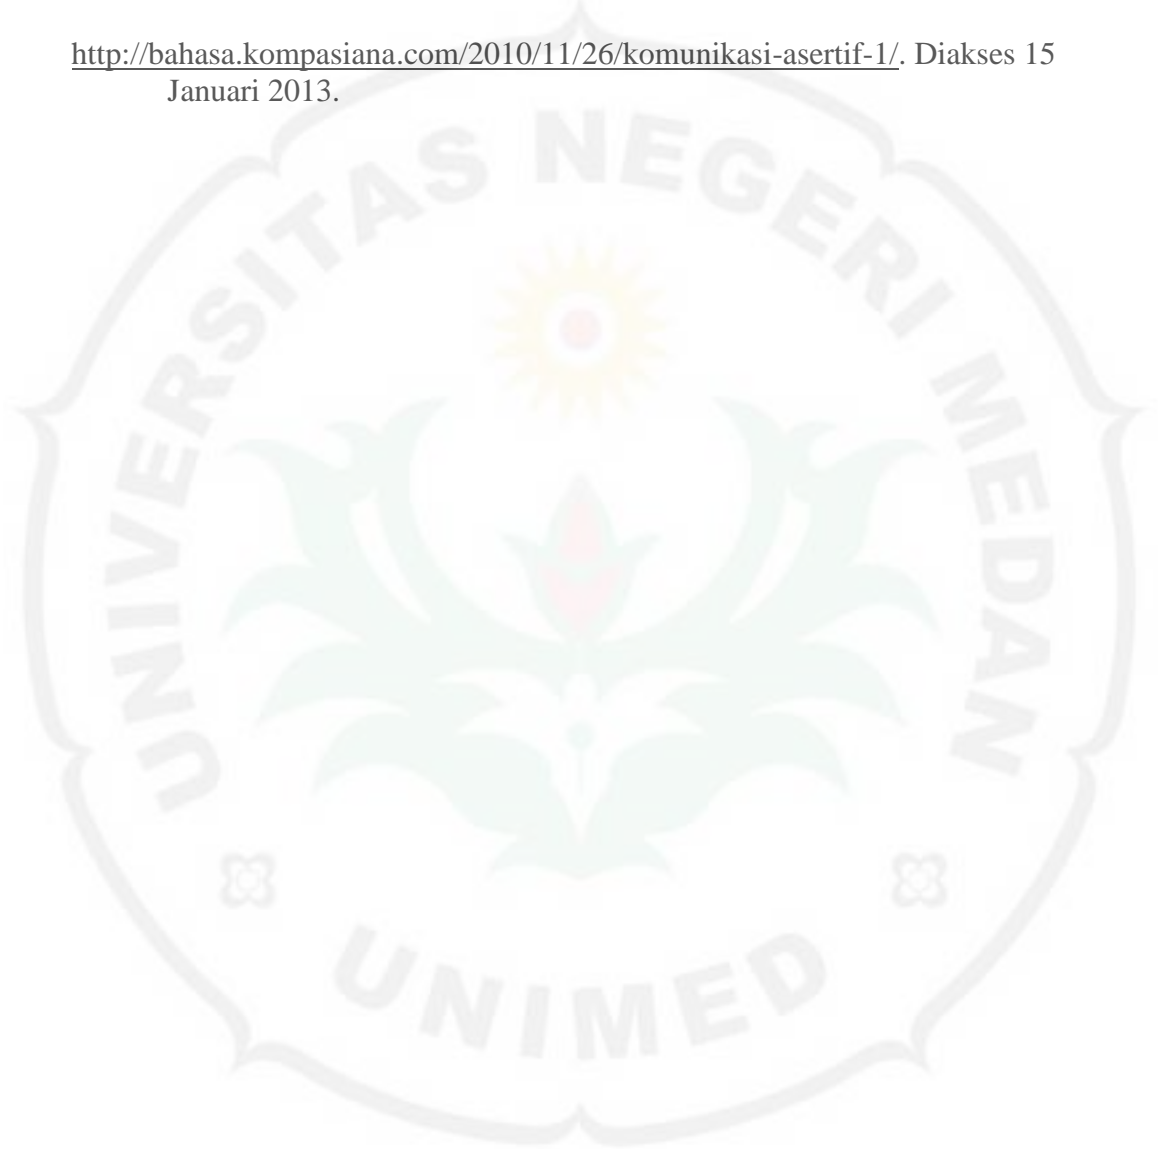 http://bahasa.kompasiana.com/2010/11/26/komunikasi-asertif-1/. Diakses 15
Januari 2013.
UNIVERSITAS NEGERI MEDAN
UNIMED